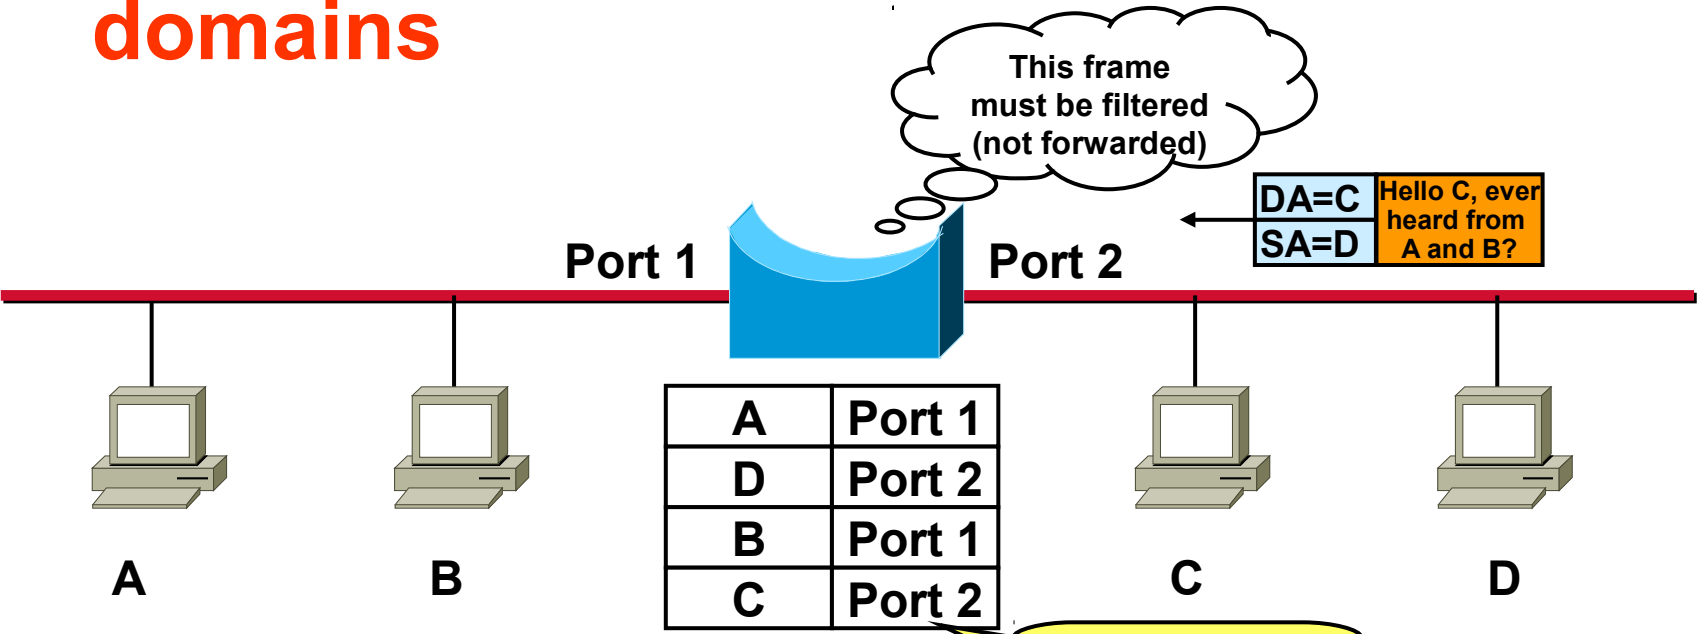 domains
This frame
must be filtered
(not forwarded)
DA=C
SA=D
Hello C, ever
heard from
A and B?
Port 1
Port 2
A Port 1
D Port 2
B Port 1
C Port 2
A
B
C
D